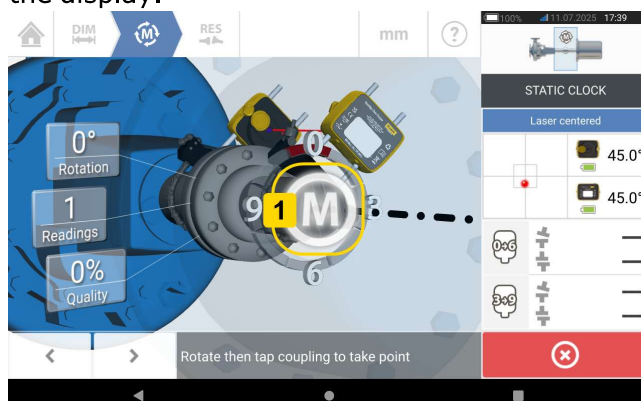 the display.
DIM
M
RES
mm
?
100%
11.07.2025 17:39
M
STATIC CLOCK
Laser centered
45.0°
45.0°
0+6
3+9
0°
Rotation
1
Readings
0%
Quality
0
9
1
M
3
6
Rotate then tap coupling to take point